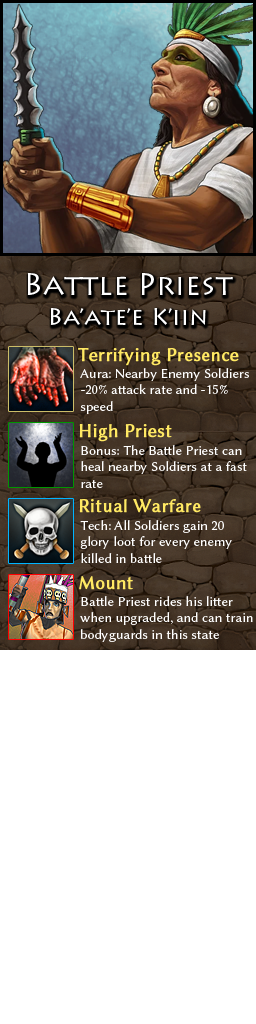 Battle Priest
Ba'ate'e K'iin
Terrifying Presence
Aura: Nearby Enemy Soldiers
-20% attack rate and -15%
speed
High Priest
Bonus: The Battle Priest can
heal nearby Soldiers at a fast
rate
Ritual Warfare
Tech: All Soldiers gain 20
glory loot for every enemy
killed in battle
Mount
Battle Priest rides his litter
when upgraded, and can train
bodyguards in this state